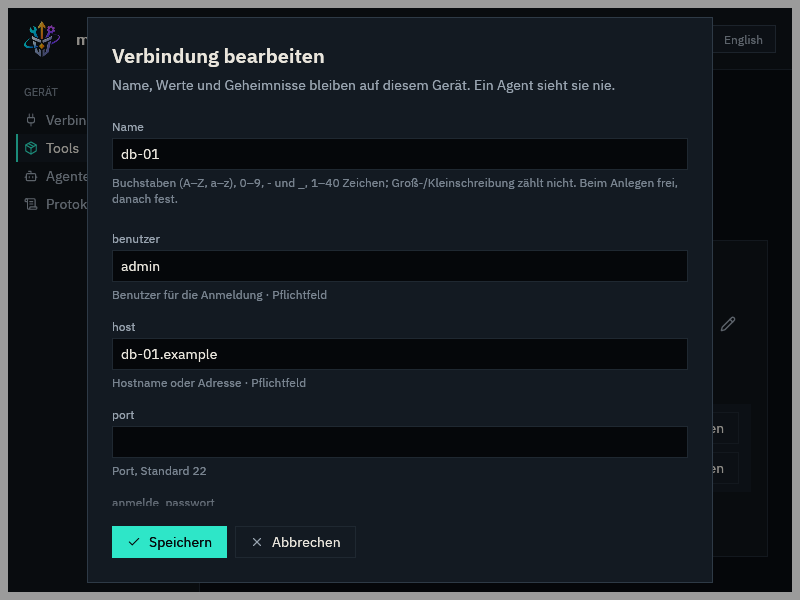 Verbindung bearbeiten
Name, Werte und Geheimnisse bleiben auf diesem Gerät. Ein Agent sieht sie nie.
English
GERÄT
Tools
Name
db-01
Buchstaben (A–Z, a–z), 0–9, - und _, 1–40 Zeichen; Groß-/Kleinschreibung zählt nicht. Beim Anlegen frei,
danach fest.
benutzer
admin
Benutzer für die Anmeldung · Pflichtfeld
host
db-01.example
Hostname oder Adresse · Pflichtfeld
port
Port, Standard 22
anmelde_passwort
Speichern
Abbrechen